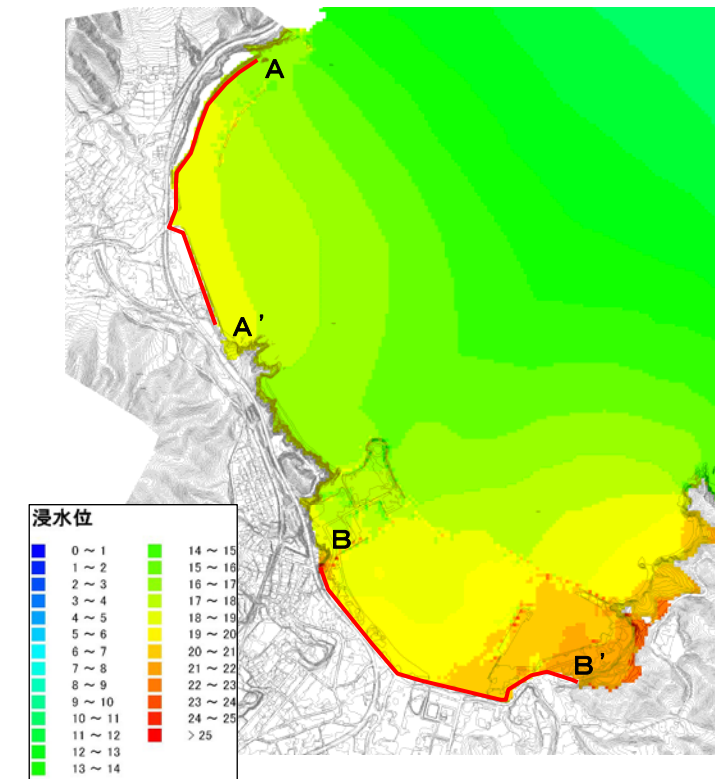 A
A'
B
B'
浸水位
0 ～ 1
1 ～ 2
2 ～ 3
3 ～ 4
4 ～ 5
5 ～ 6
6 ～ 7
7 ～ 8
8 ～ 9
9 ～ 10
10 ～ 11
11 ～ 12
12 ～ 13
13 ～ 14
14 ～ 15
15 ～ 16
16 ～ 17
17 ～ 18
18 ～ 19
19 ～ 20
20 ～ 21
21 ～ 22
22 ～ 23
23 ～ 24
24 ～ 25
＞25